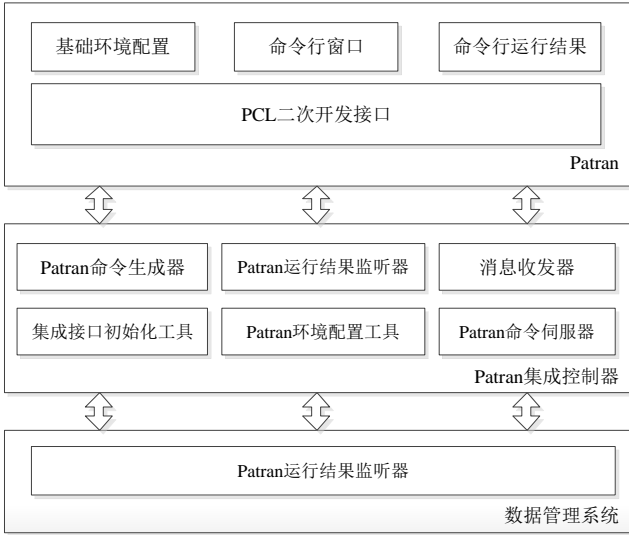 基础环境配置
命令行窗口
命令行运行结果
PCL二次开发接口
Patran
Patran命令生成器
Patran运行结果监听器
消息收发器
集成接口初始化工具
Patran环境配置工具
Patran命令伺服器
Patran集成控制器
Patran运行结果监听器
数据管理系统